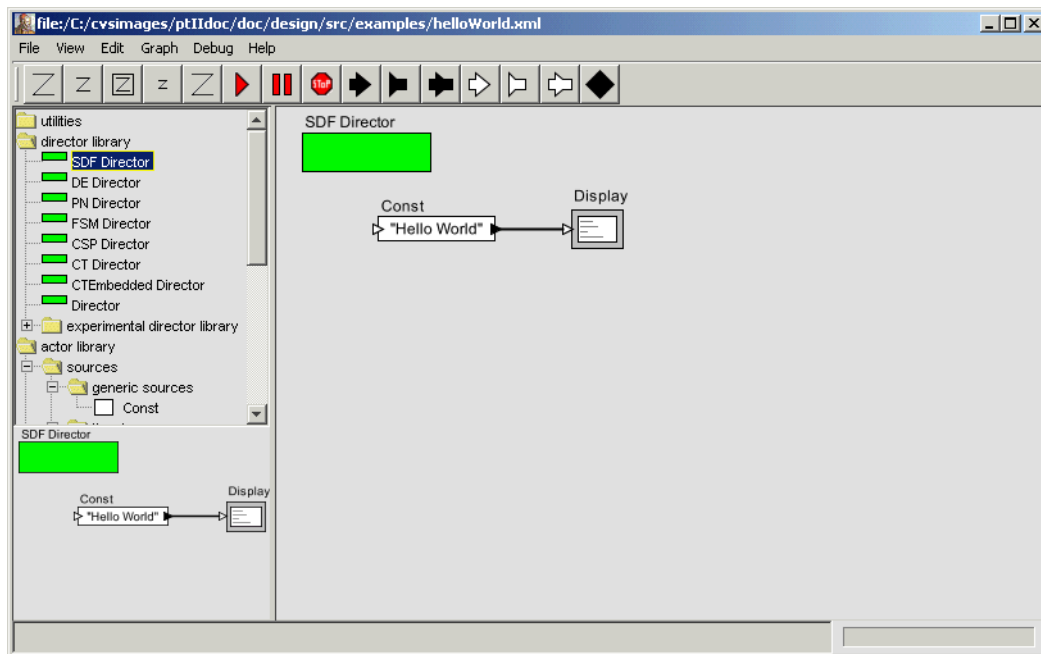 file:/C:/cvsimages/ptIIdoc/doc/design/src/examples/helloWorld.xml
File View Edit Graph Debug Help
STOP
utilities
director library
SDF Director
DE Director
PN Director
FSM Director
CSP Director
CT Director
CTEmbedded Director
Director
experimental director library
actor library
sources
generic sources
Const
SDF Director
Const
"Hello World"
Display
SDF Director
Const
"Hello World"
Display